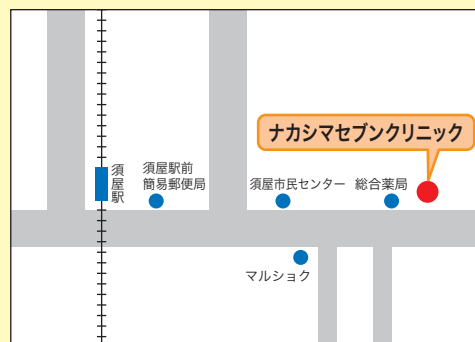 ナカシマセブンクリニック
須屋駅
須屋駅前
簡易郵便局
須屋市民センター
総合薬局
マルショク